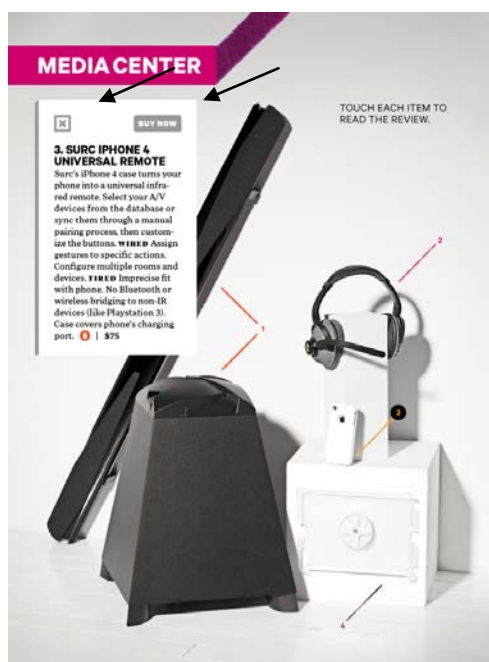 MEDIA CENTER
TOUCH EACH ITEM TO
READ THE REVIEW.
BUY NOW
3. SURC IPHONE 4
UNIVERSAL REMOTE
Surc's iPhone 4 case turns your
phone into a universal infra-
red remote. Select your A/V
devices from the database or
sync them through a manual
pairing process, then custom-
ize the buttons. WIRED Assign
gestures to specific actions.
Configure multiple rooms and
devices. TIRED Imprecise fit
with phone. No Bluetooth or
wireless bridging to non-IR
devices (like Playstation 3).
Case covers phone's charging
port. 6 | $75
2
1
3
4